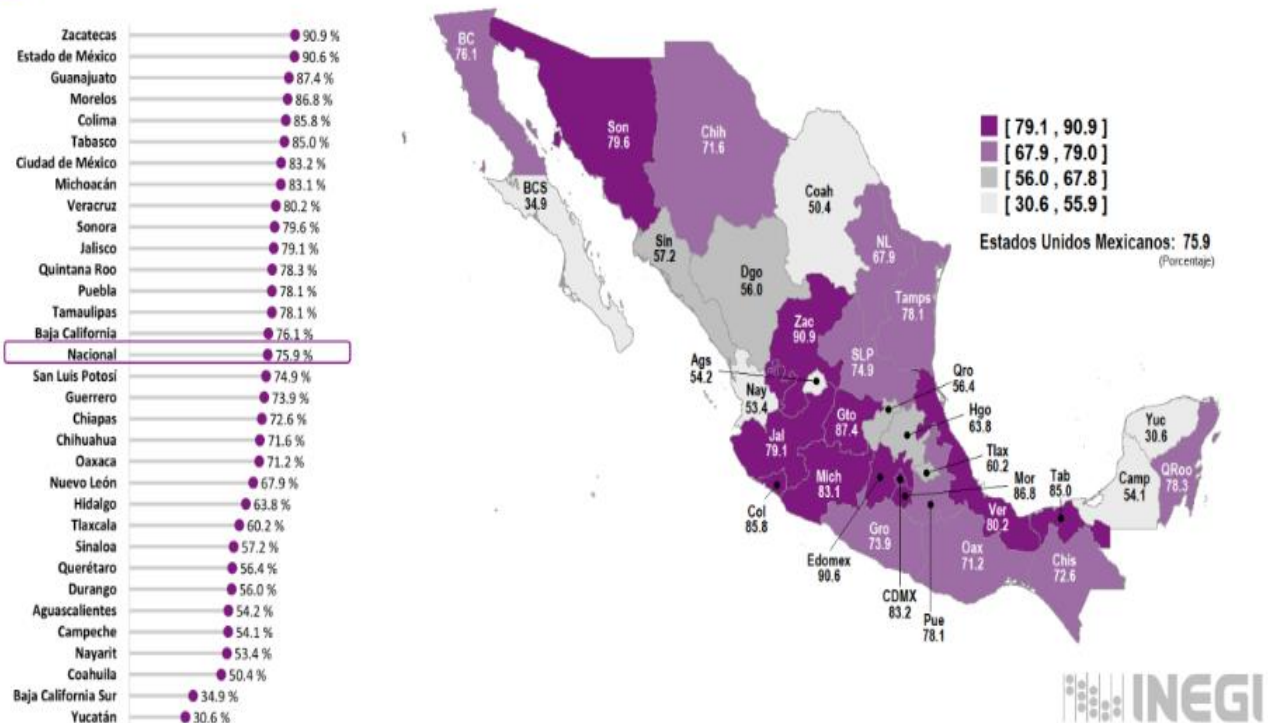 Zacatecas 90.9 %
Estado de México 90.6 %
Guanajuato 87.4 %
Morelos 86.8 %
Colima 85.8 %
Tabasco 85.0 %
Ciudad de México 83.2 %
Michoacán 83.1 %
Veracruz 80.2 %
Sonora 79.6 %
Jalisco 79.1 %
Quintana Roo 78.3 %
Puebla 78.1 %
Tamaulipas 78.1 %
Baja California 76.1 %
Nacional 75.9 %
San Luis Potosí 74.9 %
Guerrero 73.9 %
Chiapas 72.6 %
Chihuahua 71.6 %
Oaxaca 71.2 %
Nuevo León 67.9 %
Hidalgo 63.8 %
Tlaxcala 60.2 %
Sinaloa 57.2 %
Querétaro 56.4 %
Durango 56.0 %
Aguascalientes 54.2 %
Campeche 54.1 %
Nayarit 53.4 %
Coahuila 50.4 %
Baja California Sur 34.9 %
Yucatán 30.6 %
BC
76.1
Son
79.6
Chih
71.6
BCS
34.9
Coah
50.4
Sin
57.2
Dgo
56.0
NL
67.9
Tamps
78.1
Zac
90.9
SLP
74.9
Ags
54.2
Nay
53.4
Qro
56.4
Hgo
63.8
Gto
87.4
Jal
79.1
Tlax
60.2
Mich
83.1
Mor
86.8
Tab
85.0
Yuc
30.6
Camp
54.1
QRoo
78.3
Col
85.8
Ver
80.2
Gro
73.9
Oax
71.2
Chis
72.6
Edomex
90.6
CDMX
83.2
Pue
78.1
[ 79.1 , 90.9 ]
[ 67.9 , 79.0 ]
[ 56.0 , 67.8 ]
[ 30.6 , 55.9 ]
Estados Unidos Mexicanos: 75.9
(Porcentaje)
INEGI